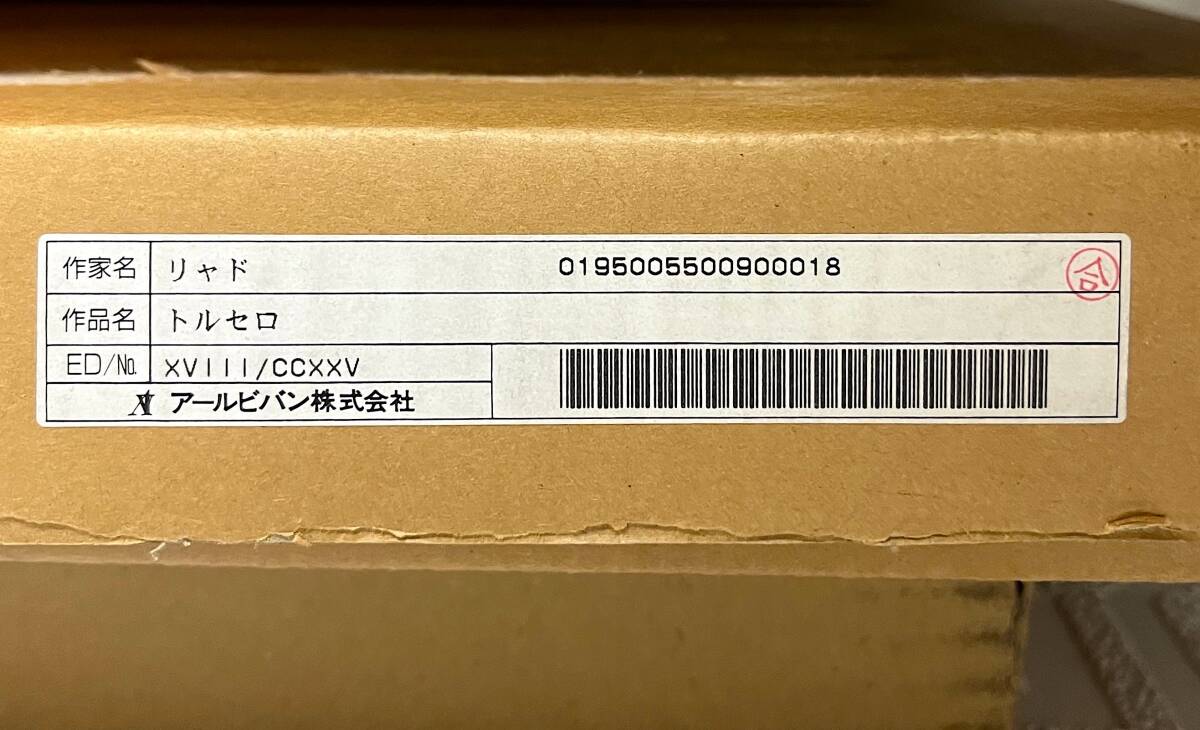 作家名 リャド 0195005500900018 合
作品名 トルセロ
ED/No. XVIII/CCXXV
アールビバン株式会社